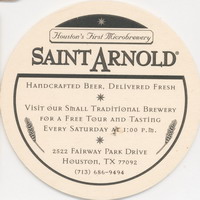 Houston's First Microbrewery
SAINT ARNOLD®
HANDCRAFTED BEER, DELIVERED FRESH
VISIT OUR SMALL TRADITIONAL BREWERY
FOR A FREE TOUR AND TASTING
EVERY SATURDAY AT 1:00 P.M.
2522 FAIRWAY PARK DRIVE
HOUSTON, TX 77092
(713) 686-9494